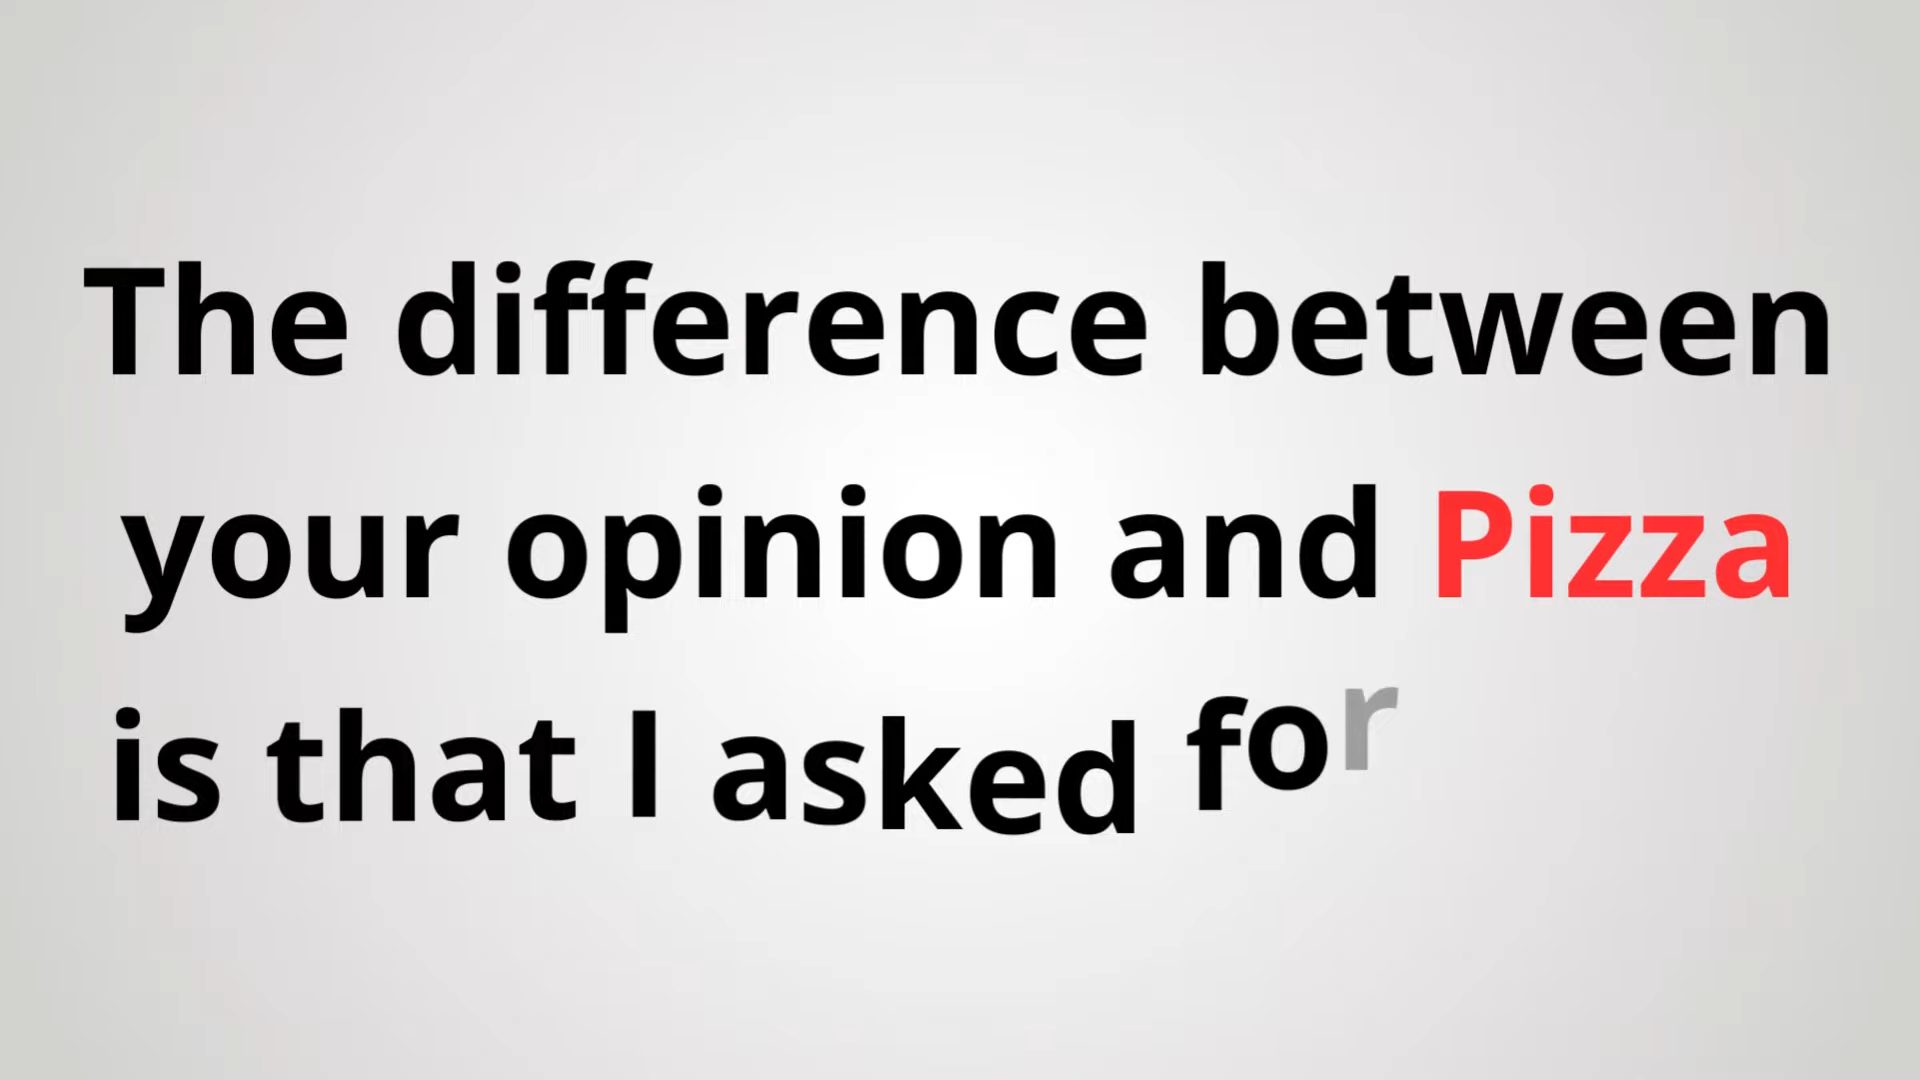 The difference between
your opinion and Pizza
is that I asked for